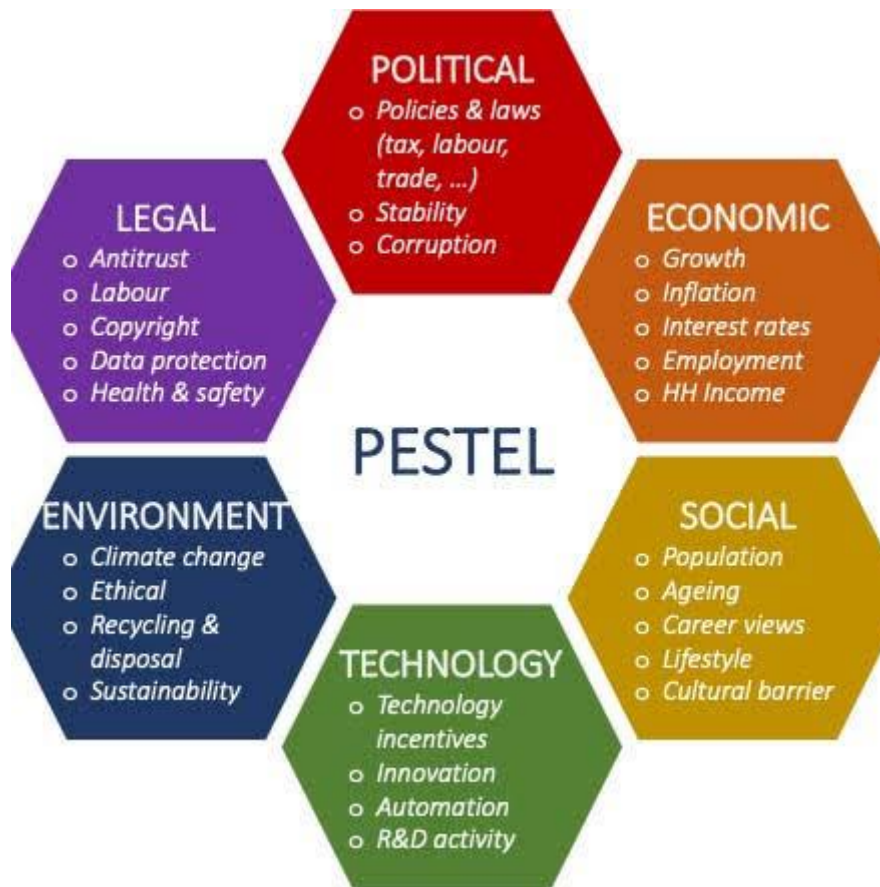 POLITICAL
o Policies & laws
(tax, labour,
trade, ...)
o Stability
o Corruption
ECONOMIC
o Growth
o Inflation
o Interest rates
o Employment
o HH Income
SOCIAL
o Population
o Ageing
o Career views
o Lifestyle
o Cultural barrier
TECHNOLOGY
o Technology
incentives
o Innovation
o Automation
o R&D activity
ENVIRONMENT
o Climate change
o Ethical
o Recycling &
disposal
o Sustainability
LEGAL
o Antitrust
o Labour
o Copyright
o Data protection
o Health & safety
PESTEL